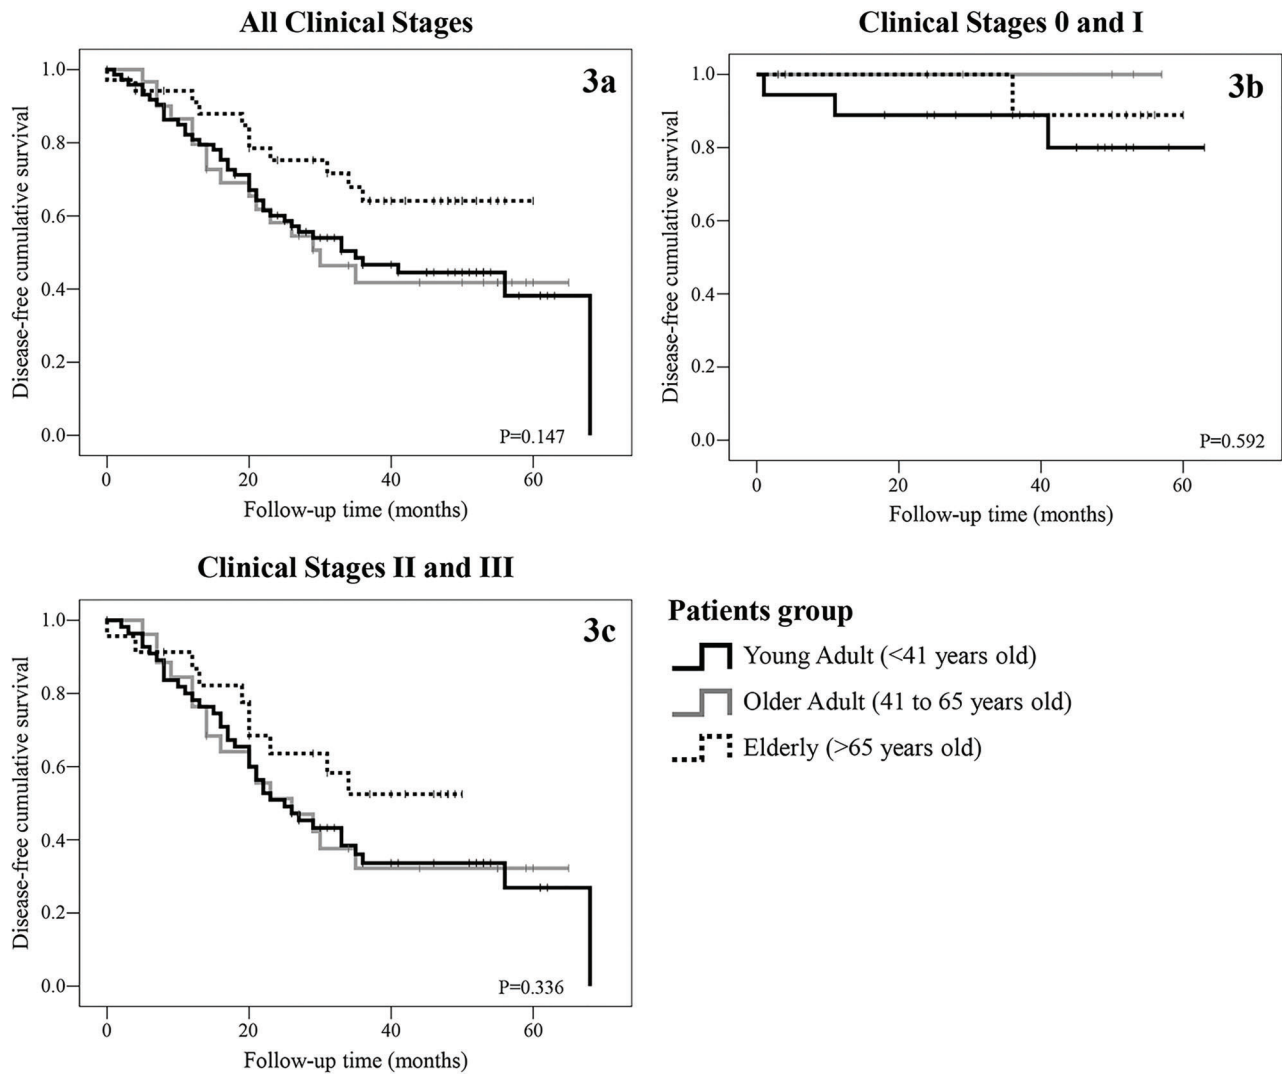 All Clinical Stages
3a
1.0
0.8
0.6
0.4
0.2
0.0
Disease-free cumulative survival
P=0.147
0 20 40 60
Follow-up time (months)
Clinical Stages 0 and I
3b
1.0
0.8
0.6
0.4
0.2
0.0
Disease-free cumulative survival
P=0.592
0 20 40 60
Follow-up time (months)
Clinical Stages II and III
3c
1.0
0.8
0.6
0.4
0.2
0.0
Disease-free cumulative survival
P=0.336
0 20 40 60
Follow-up time (months)
Patients group
Young Adult (<41 years old)
Older Adult (41 to 65 years old)
Elderly (>65 years old)